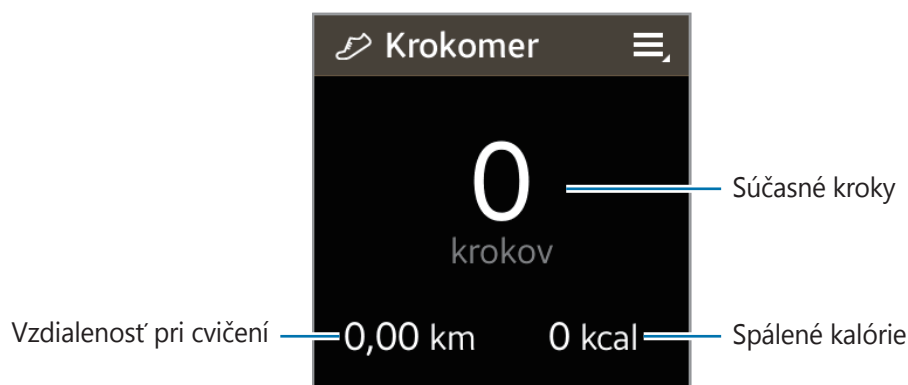 Krokomer
0
Súčasné kroky
krokov
Vzdialenosť pri cvičení
0,00 km
0 kcal
Spálené kalórie